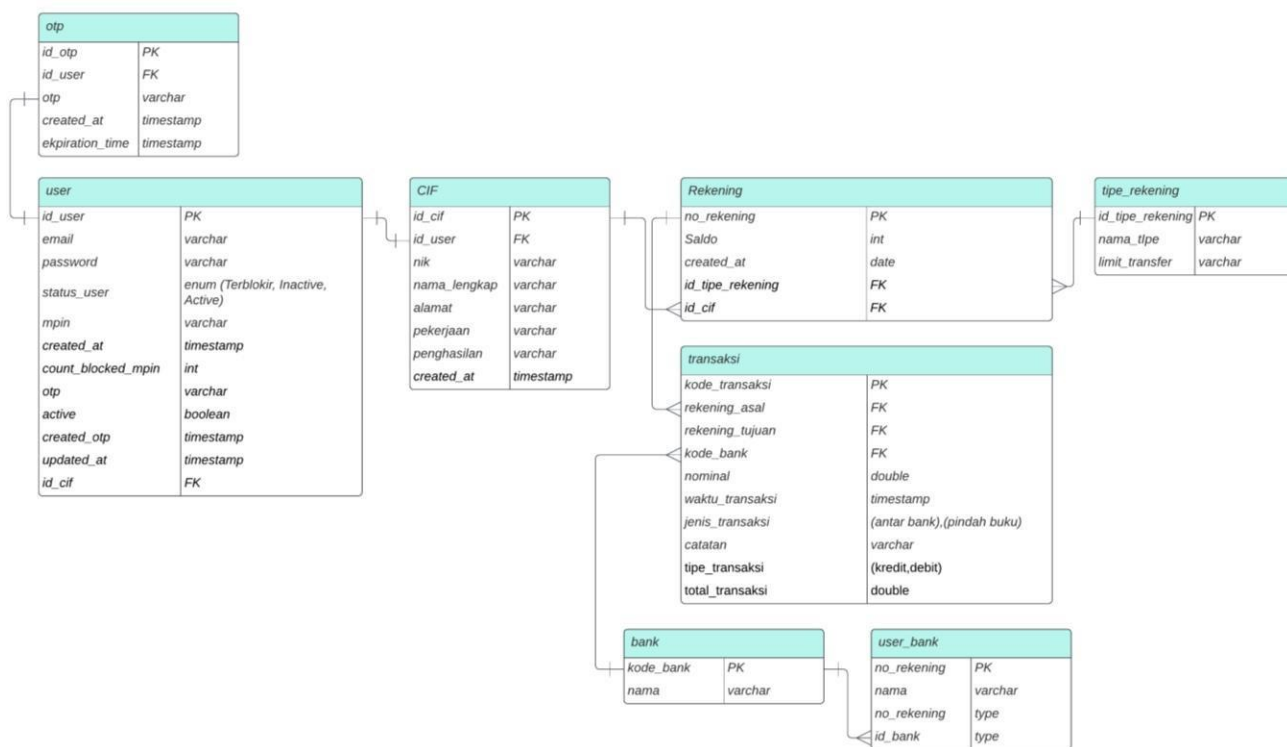 otp
id_otp PK
id_user FK
otp varchar
created_at timestamp
ekpiration_time timestamp
user
id_user PK
email varchar
password varchar
status_user enum (Terblokir, Inactive,
Active)
mpin varchar
created_at timestamp
count_blocked_mpin int
otp varchar
active boolean
created_otp timestamp
updated_at timestamp
id_cif FK
CIF
id_cif PK
id_user FK
nik varchar
nama_lengkap varchar
alamat varchar
pekerjaan varchar
penghasilan varchar
created_at timestamp
Rekening
no_rekening PK
Saldo int
created_at date
id_tipe_rekening FK
id_cif FK
tipe_rekening
id_tipe_rekening PK
nama_tIpe varchar
limit_transfer varchar
transaksi
kode_transaksi PK
rekening_asal FK
rekening_tujuan FK
kode_bank FK
nominal double
waktu_transaksi timestamp
jenis_transaksi (antar bank),(pindah buku)
catatan varchar
tipe_transaksi (kredit,debit)
total_transaksi double
bank
kode_bank PK
nama varchar
user_bank
no_rekening PK
nama varchar
no_rekening type
id_bank type